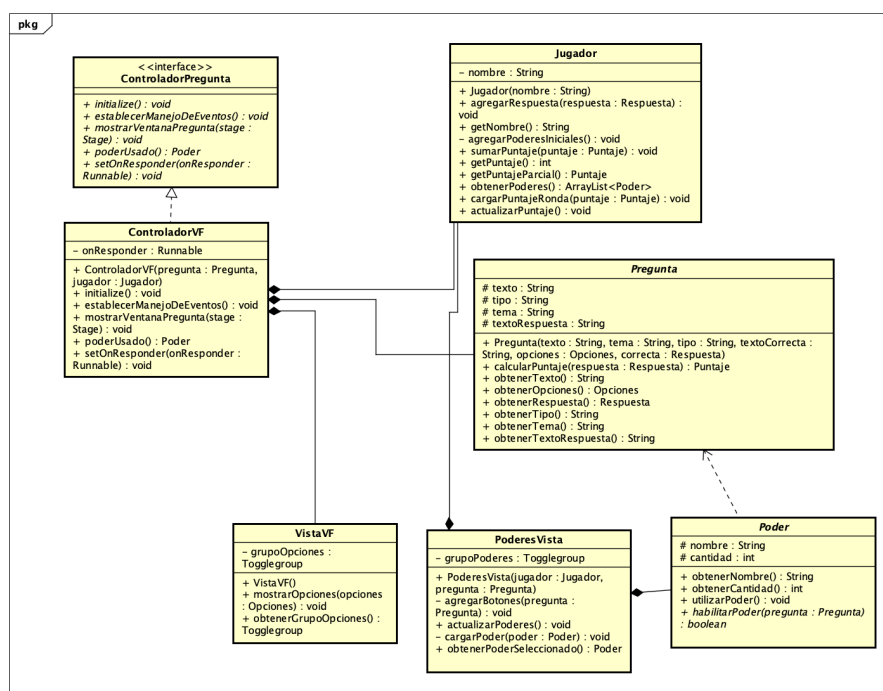 pkg
<<interface>>
ControladorPregunta
+ initialize() : void
+ establecerManejoDeEventos() : void
+ mostrarVentanaPregunta(stage :
Stage) : void
+ poderUsado() : Poder
+ setOnResponder(onResponder :
Runnable) : void
Jugador
– nombre : String
+ Jugador(nombre : String)
+ agregarRespuesta(respuesta : Respuesta) :
void
+ getNombre() : String
– agregarPoderesIniciales() : void
+ sumarPuntaje(puntaje : Puntaje) : void
+ getPuntaje() : int
+ getPuntajeParcial() : Puntaje
+ obtenerPoderes() : ArrayList<Poder>
+ cargarPuntajeRonda(puntaje : Puntaje) : void
+ actualizarPuntaje() : void
ControladorVF
– onResponder : Runnable
+ ControladorVF(pregunta : Pregunta,
jugador : Jugador)
+ initialize() : void
+ establecerManejoDeEventos() : void
+ mostrarVentanaPregunta(stage :
Stage) : void
+ poderUsado() : Poder
+ setOnResponder(onResponder :
Runnable) : void
Pregunta
# texto : String
# tipo : String
# tema : String
# textoRespuesta : String
+ Pregunta(texto : String, tema : String, tipo : String, textoCorrecta :
String, opciones : Opciones, correcta : Respuesta)
+ calcularPuntaje(respuesta : Respuesta) : Puntaje
+ obtenerTexto() : String
+ obtenerOpciones() : Opciones
+ obtenerRespuesta() : Respuesta
+ obtenerTipo() : String
+ obtenerTema() : String
+ obtenerTextoRespuesta() : String
VistaVF
– grupoOpciones :
Togglegroup
+ VistaVF()
+ mostrarOpciones(opciones
: Opciones) : void
+ obtenerGrupoOpciones() :
Togglegroup
PoderesVista
– grupoPoderes : Togglegroup
+ PoderesVista(jugador : Jugador,
pregunta : Pregunta)
– agregarBotones(pregunta :
Pregunta) : void
+ actualizarPoderes() : void
– cargarPoder(poder : Poder) : void
+ obtenerPoderSeleccionado() : Poder
Poder
# nombre : String
# cantidad : int
+ obtenerNombre() : String
+ obtenerCantidad() : int
+ utilizarPoder() : void
+ habilitarPoder(pregunta : Pregunta)
: boolean